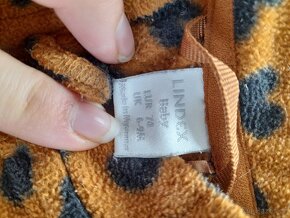 LINDEX
Baby
EUR 74
UK 6-9M